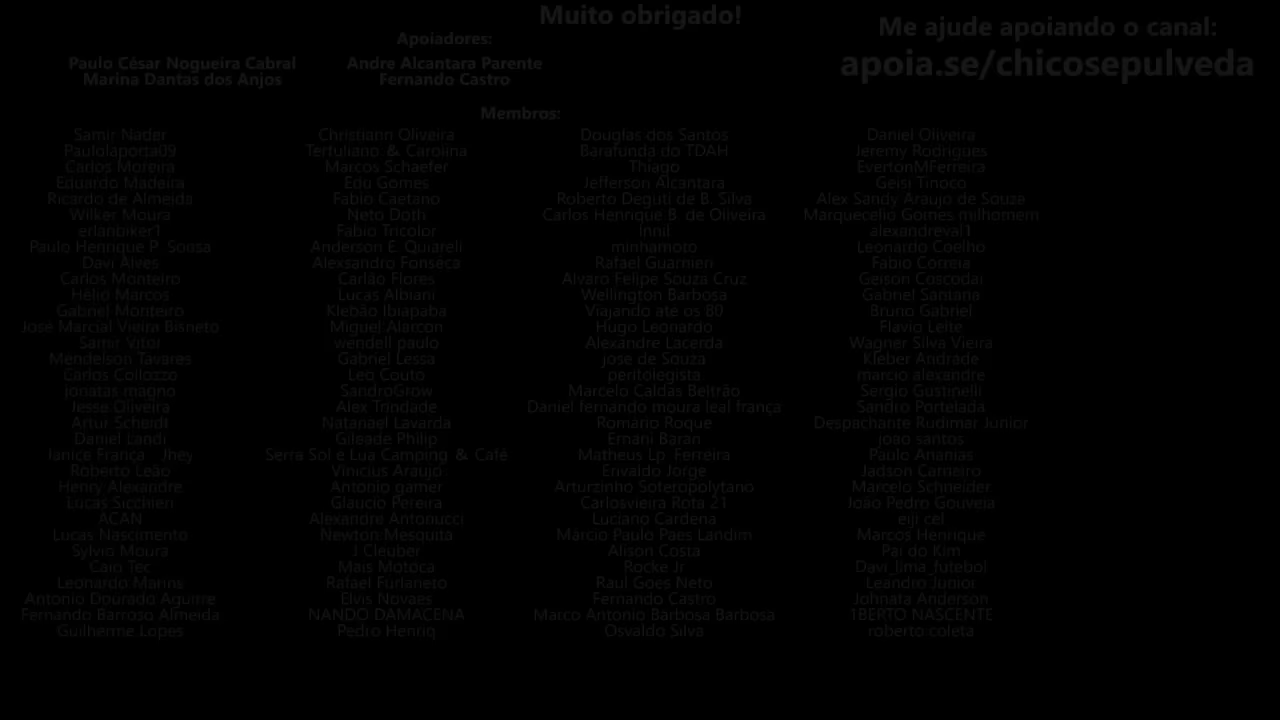 Muito obrigado!
Me ajude apoiando o canal:
apoia.se/chicosepulveda
Apoiadores:
Paulo César Nogueira Cabral
Marina Dantas dos Anjos
Andre Alcantara Parente
Fernando Castro
Membros:
Samir Nader
Paulolaporta09
Carlos Moreira
Eduardo Madeira
Ricardo de Almeida
Wilker Moura
erlanbiker1
Paulo Henrique P. Sousa
Davi Alves
Carlos Monteiro
Hélio Marcos
Gabriel Monteiro
José Marcial Vieira Bisneto
Samir Vitor
Mendelson Tavares
Carlos Collozzo
jonatas magno
Jesse Oliveira
Artur Scheidt
Daniel Landi
Janice França _Jhey
Roberto Leão
Henry Alexandre
Lucas Sicchieri
ACAN
Lucas Nascimento
Sylvio Moura
Caio Tec
Leonardo Marins
Antonio Dourado Aguirre
Fernando Barroso Almeida
Guilherme Lopes
Christiann Oliveira
Tertuliano & Carolina
Marcos Schaefer
Edu Gomes
Fabio Caetano
Neto Doth
Fabio Tricolor
Anderson E. Quiareli
Alexsandro Fonseca
Carlão Flores
Lucas Albiani
Klebão Ibiapaba
Miguel Alarcon
wendell paulo
Gabriel Lessa
Leo Couto
SandroGrow
Alex Trindade
Natanael Lavarda
Gileade Philip
Serra Sol e Lua Camping & Café
Vinicius Araujo
Antonio gamer
Glaucio Pereira
Alexandre Antonucci
Newton Mesquita
J Cleuber
Mais Motoca
Rafael Furlaneto
Elvis Novaes
NANDO DAMACENA
Pedro Henriq
Douglas dos Santos
Barafunda do TDAH
Thiago
Jefferson Alcantara
Roberto Deguti de B. Silva
Carlos Henrique B. de Oliveira
minhamoto
Rafael Guarnieri
Alvaro Felipe Souza Cruz
Wellington Barbosa
Viajando ate os 80
Hugo Leonardo
Alexandre Lacerda
jose de Souza
peritolegista
Marcelo Caldas Beltrão
Daniel fernando moura leal frança
Romario Roque
Ernani Baran
Matheus Lp. Ferreira
Erivaldo Jorge
Arturzinho Soteropolytano
Carlosvieira Rota 21
Luciano Cardena
Márcio Paulo Paes Landim
Alison Costa
Rocke Jr
Raul Goes Neto
Fernando Castro
Marco Antonio Barbosa Barbosa
Osvaldo Silva
Daniel Oliveira
Jeremy Rodrigues
EvertonMFerreira
Geisi Tinoco
Alex Sandy Araujo de Souza
Marquecelio Gomes milhomem
alexandreval1
Leonardo Coelho
Fabio Correia
Geison Coscodai
Gabriel Santana
Bruno Gabriel
Flavio Leite
Wagner Silva Vieira
Kleber Andrade
marcio alexandre
Sergio Gustinelli
Sandro Portelada
Despachante Rudimar Junior
joao santos
Paulo Ananias
Jadson Carneiro
Marcelo Schneider
João Pedro Gouveia
eiji cel
Marcos Henrique
Pai do Kim
Davi_lima_futebol
Leandro Junior
Johnata Anderson
1BERTO NASCENTE
roberto coleta